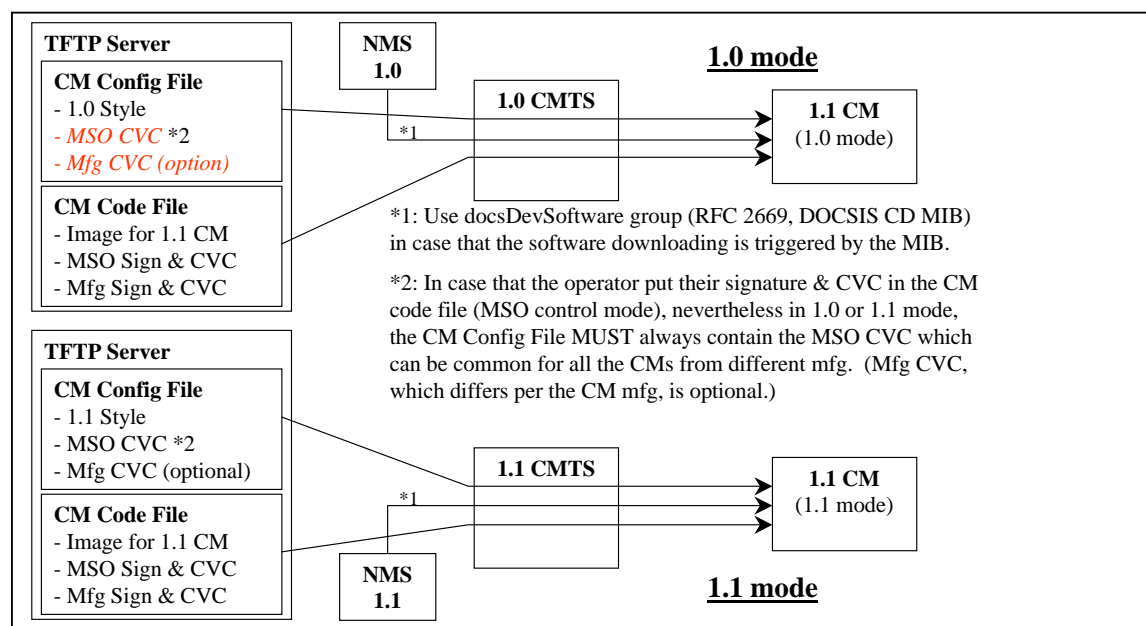 TFTP Server
CM Config File
- 1.0 Style
- MSO CVC *2
- Mfg CVC (option)
CM Code File
- Image for 1.1 CM
- MSO Sign & CVC
- Mfg Sign & CVC
NMS
1.0
*1
1.0 CMTS
1.0 mode
1.1 CM
(1.0 mode)
*1: Use docsDevSoftware group (RFC 2669, DOCSIS CD MIB)
in case that the software downloading is triggered by the MIB.
*2: In case that the operator put their signature & CVC in the CM
code file (MSO control mode), nevertheless in 1.0 or 1.1 mode,
the CM Config File MUST always contain the MSO CVC which
can be common for all the CMs from different mfg.  (Mfg CVC,
which differs per the CM mfg, is optional.)
TFTP Server
CM Config File
- 1.1 Style
- MSO CVC *2
- Mfg CVC (optional)
CM Code File
- Image for 1.1 CM
- MSO Sign & CVC
- Mfg Sign & CVC
*1
NMS
1.1
1.1 CMTS
1.1 CM
(1.1 mode)
1.1 mode